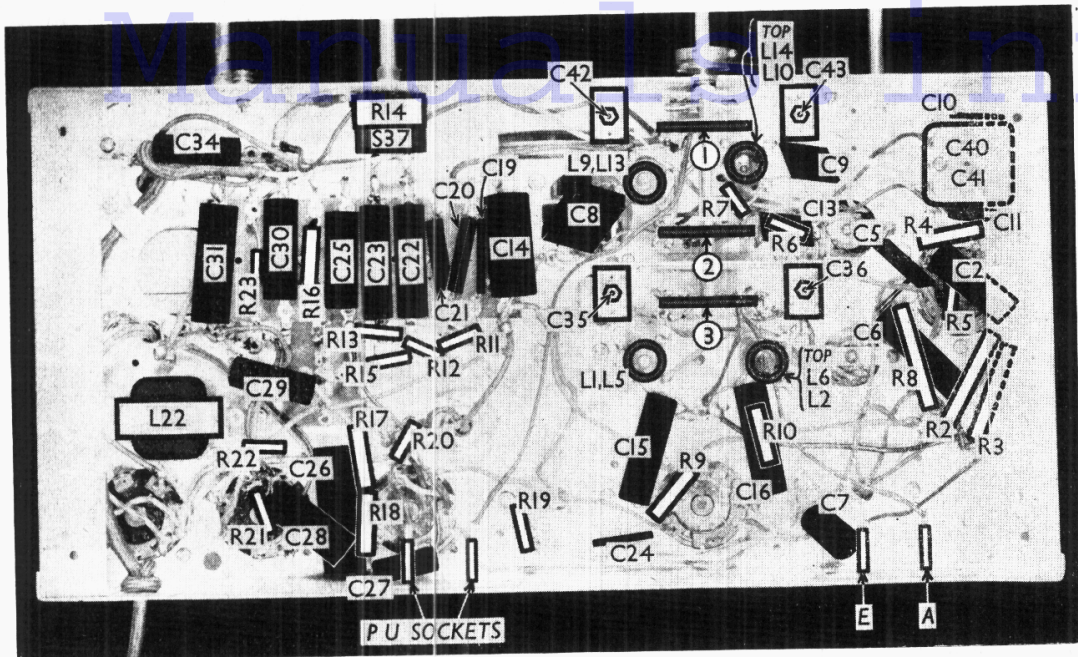 Manuals in
TOP
L14
L10
C42
C43
R14
S37
C10
C34
C40
C41
1
L9,L13
C9
C19
C20
R7
C13
C11
C8
R6
C5
R4
C31
C30
C25
C23
C22
C14
2
C2
R23
R16
C36
C35
C21
3
R5
C6
R13
R11
R12
R15
L1,L5
TOP
L6
L2
R8
C29
L22
R17
R20
R10
R2
R3
R22
C26
C15
R9
C16
R19
C7
R21
C28
R18
C24
C27
E
A
P U SOCKETS